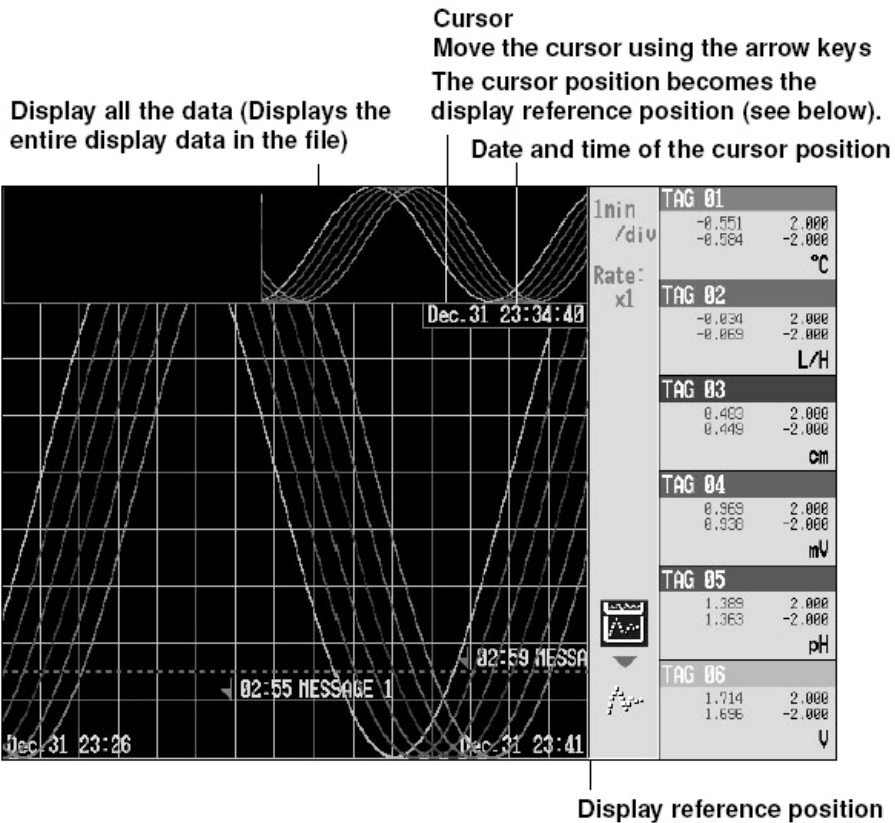 Cursor
Move the cursor using the arrow keys
The cursor position becomes the
display reference position (see below).
Display all the data (Displays the
entire display data in the file)
Date and time of the cursor position
1min
/div
Rate:
x1
Dec.31 23:34:40
02:59 MESSA
02:55 MESSAGE 1
Dec.31 23:26
Dec.31 23:41
TAG 01
-0.551 2.000
-0.584 -2.000
°C
TAG 02
-0.034 2.000
-0.069 -2.000
L/H
TAG 03
0.483 2.000
0.449 -2.000
cm
TAG 04
0.969 2.000
0.938 -2.000
mV
TAG 05
1.389 2.000
1.363 -2.000
pH
TAG 06
1.714 2.000
1.696 -2.000
V
Display reference position